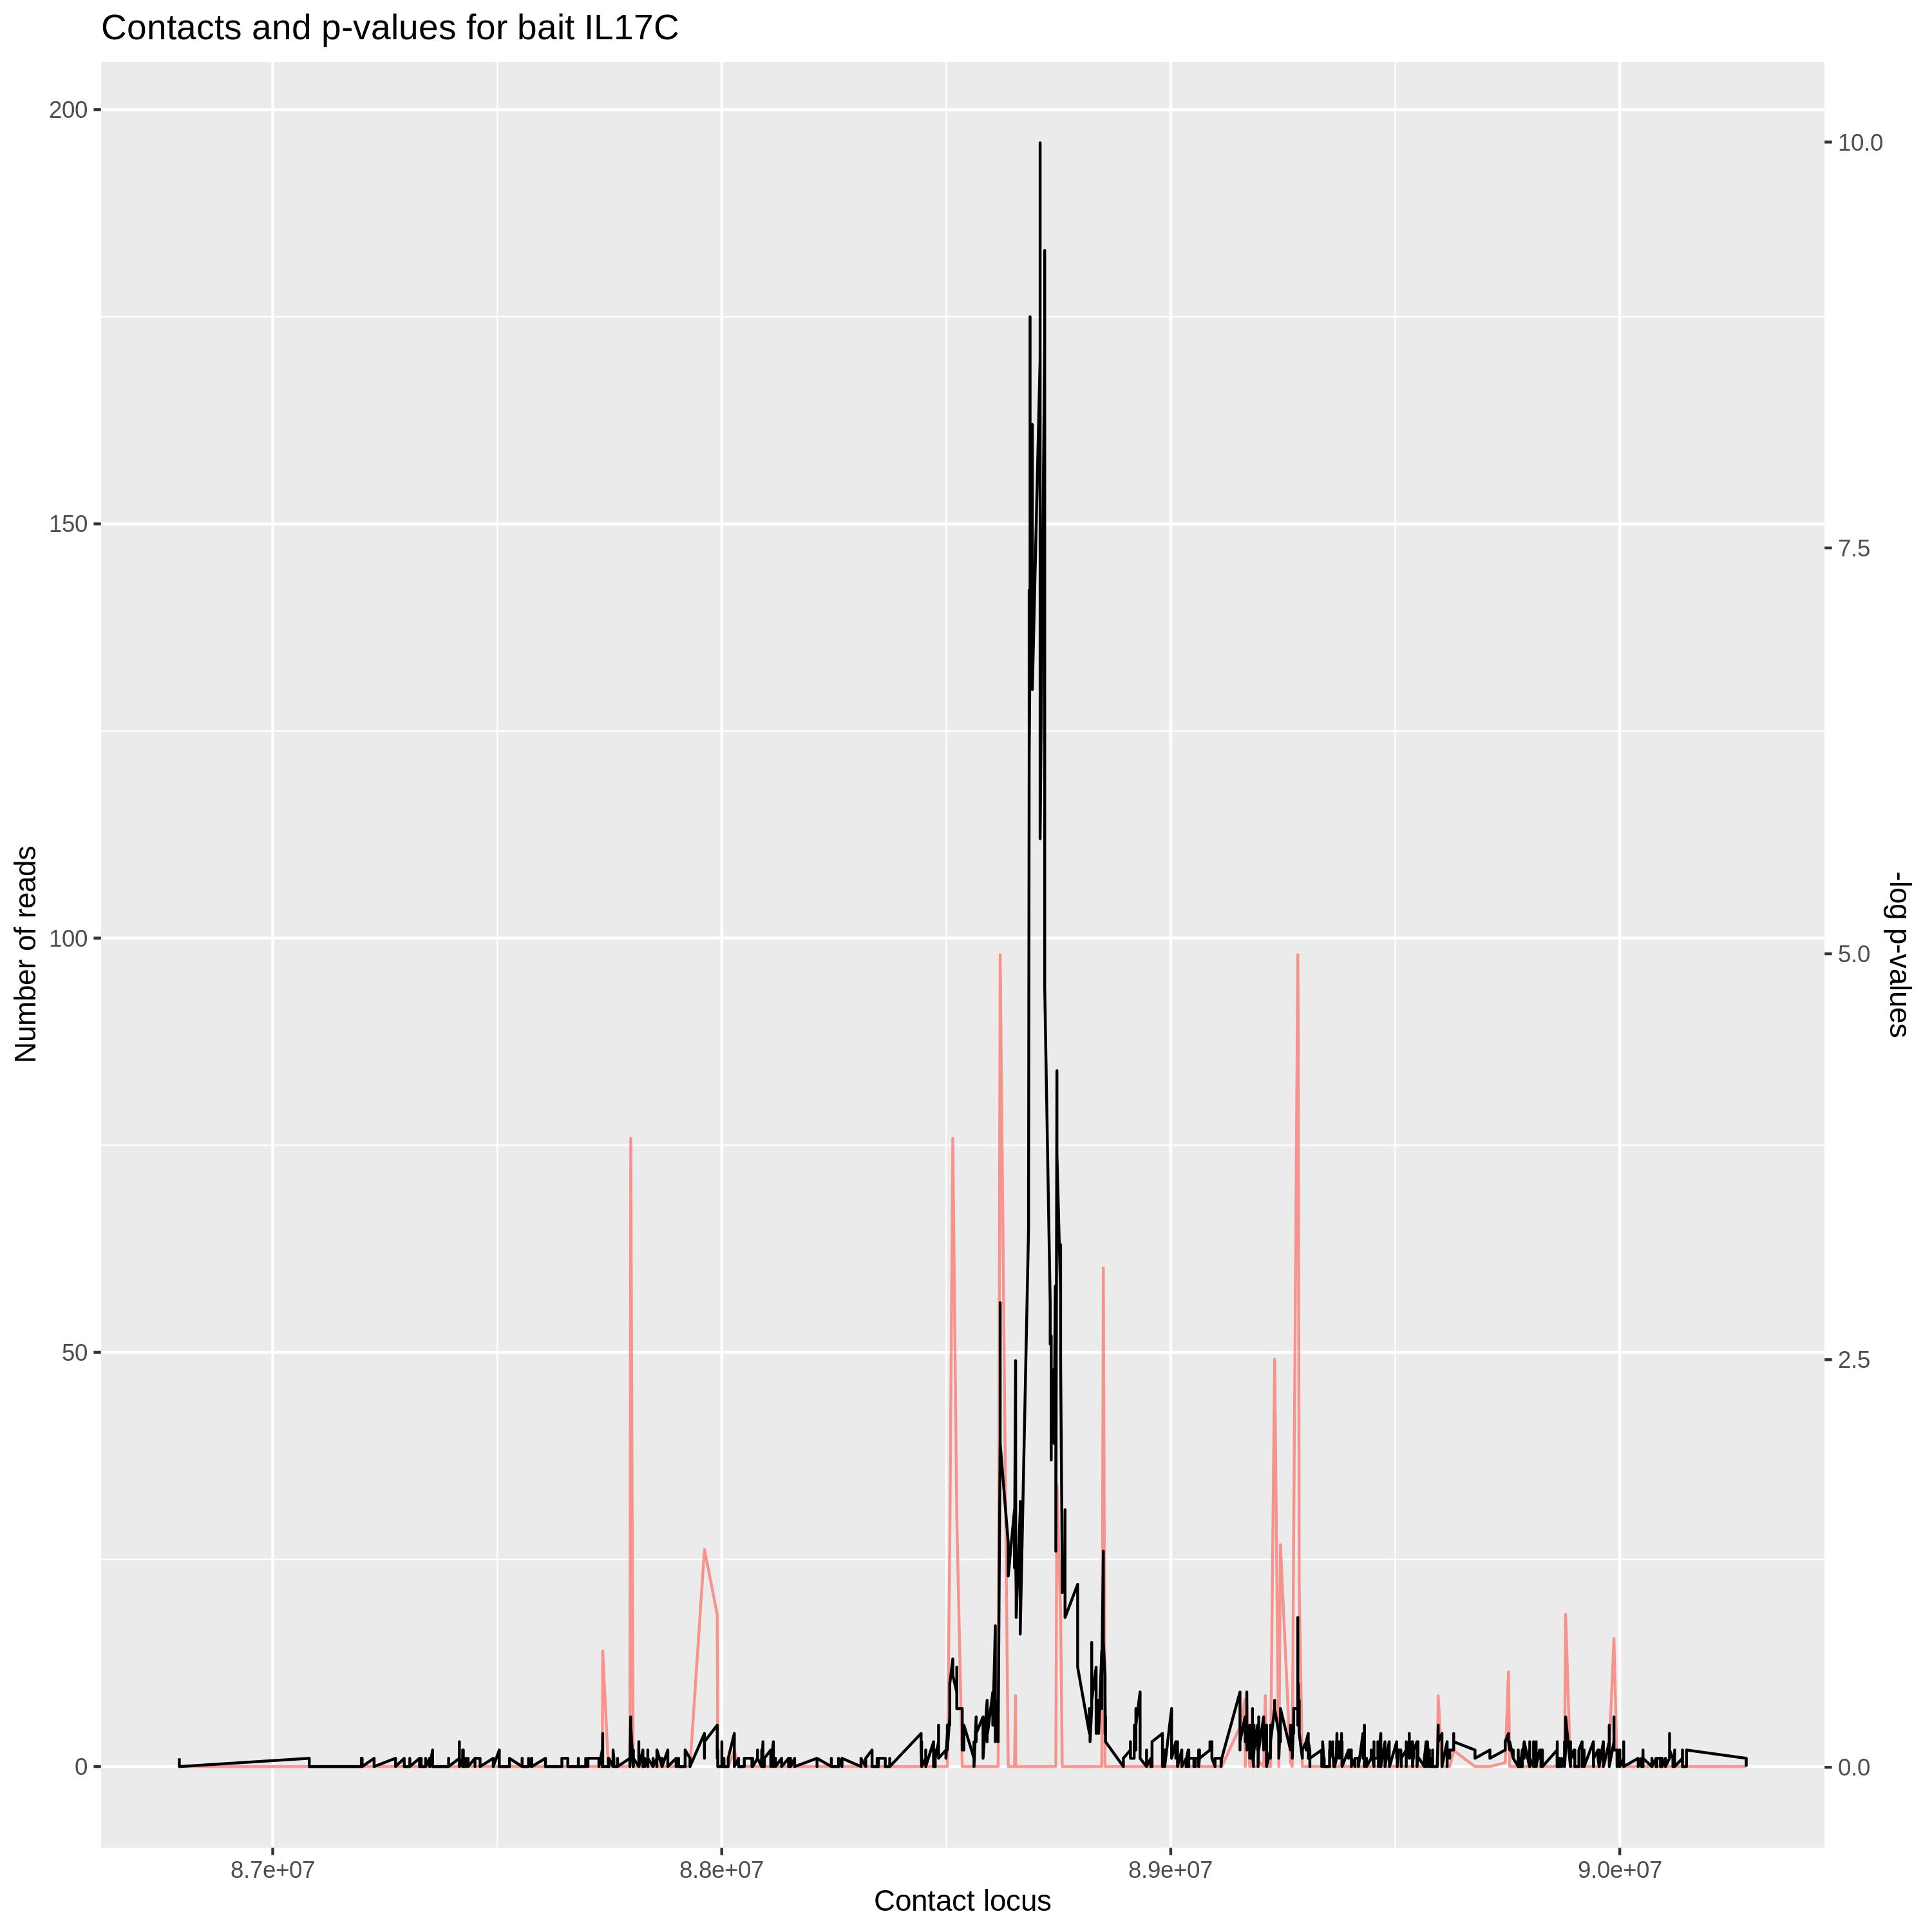 Contacts and p-values for bait IL17C
200
150
100
50
0
10.0
7.5
5.0
2.5
0.0
Number of reads
-log p-values
8.7e+07
8.8e+07
8.9e+07
9.0e+07
Contact locus